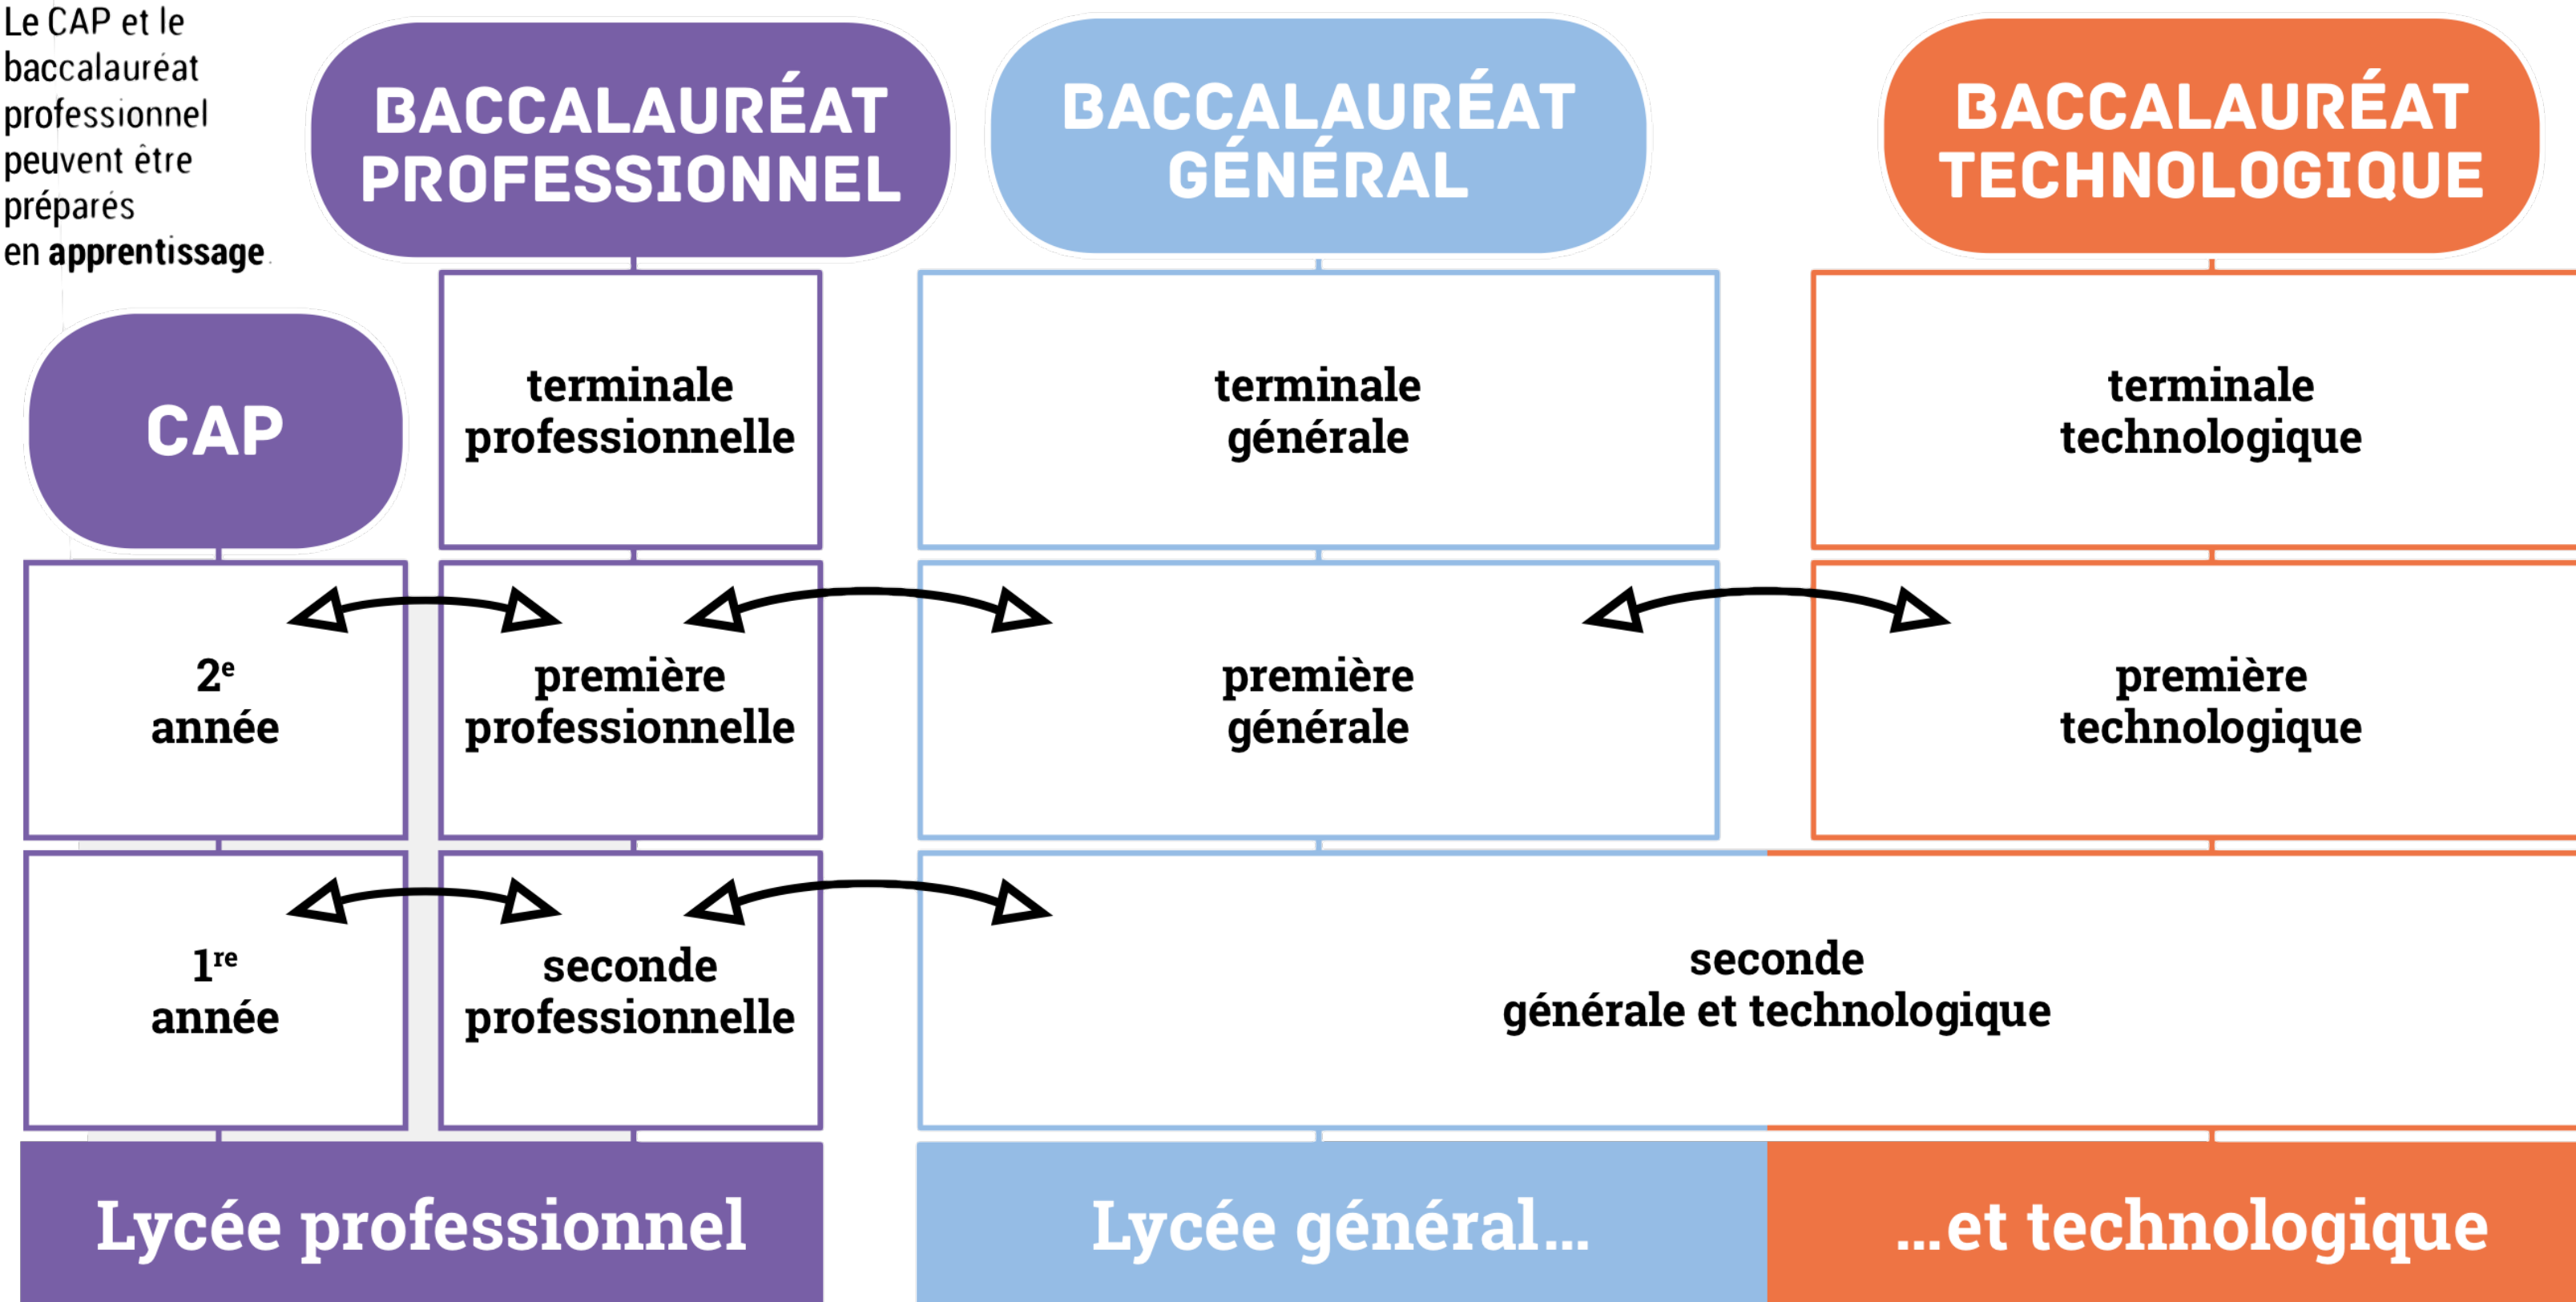 Le CAP et le
baccalauréat
professionnel
peuvent être
préparés
en apprentissage.
BACCALAURÉAT
PROFESSIONNEL
BACCALAURÉAT
GÉNÉRAL
BACCALAURÉAT
TECHNOLOGIQUE
CAP
terminale
professionnelle
terminale
générale
terminale
technologique
2e
année
première
professionnelle
première
générale
première
technologique
1re
année
seconde
professionnelle
seconde
générale et technologique
Lycée professionnel
Lycée général...
...et technologique